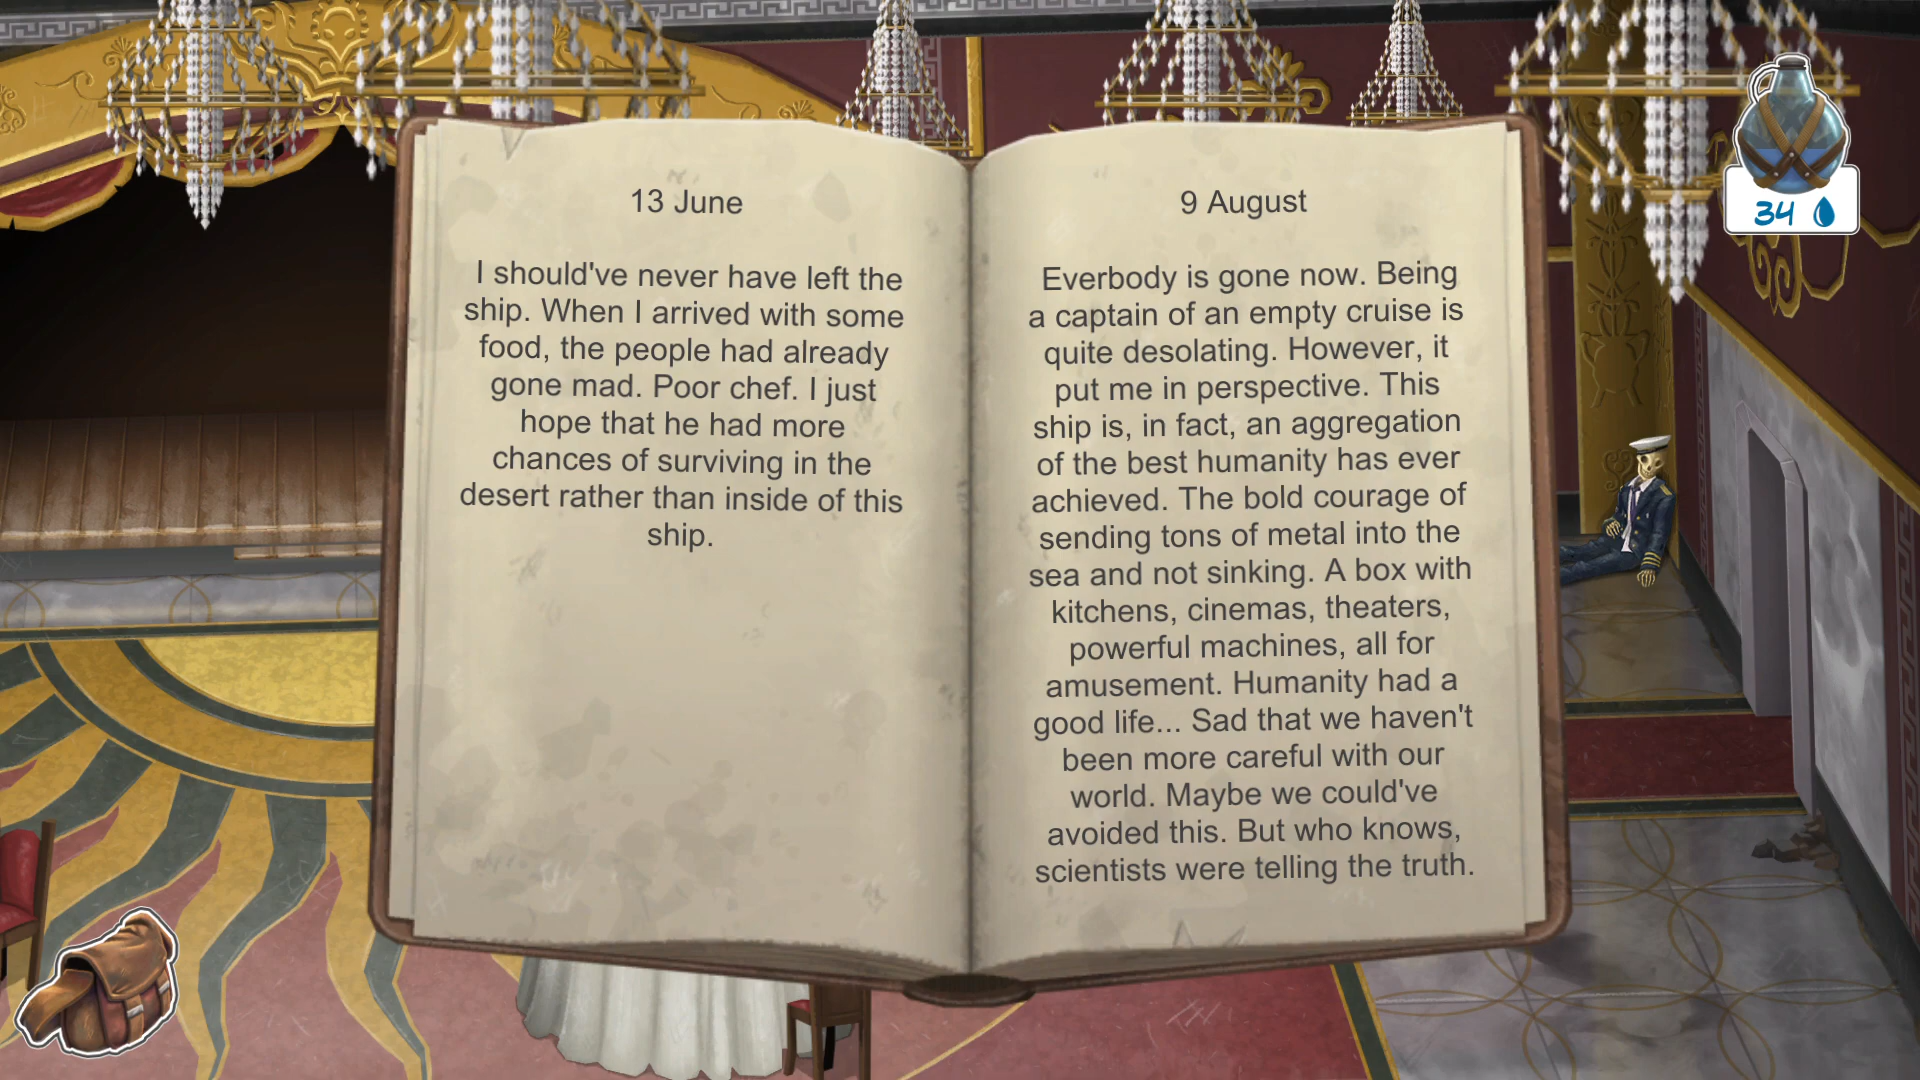 13 June
I should've never have left the
ship. When I arrived with some
food, the people had already
gone mad. Poor chef. I just
hope that he had more
chances of surviving in the
desert rather than inside of this
ship.
9 August
Everbody is gone now. Being
a captain of an empty cruise is
quite desolating. However, it
put me in perspective. This
ship is, in fact, an aggregation
of the best humanity has ever
achieved. The bold courage of
sending tons of metal into the
sea and not sinking. A box with
kitchens, cinemas, theaters,
powerful machines, all for
amusement. Humanity had a
good life... Sad that we haven't
been more careful with our
world. Maybe we could've
avoided this. But who knows,
scientists were telling the truth.
34